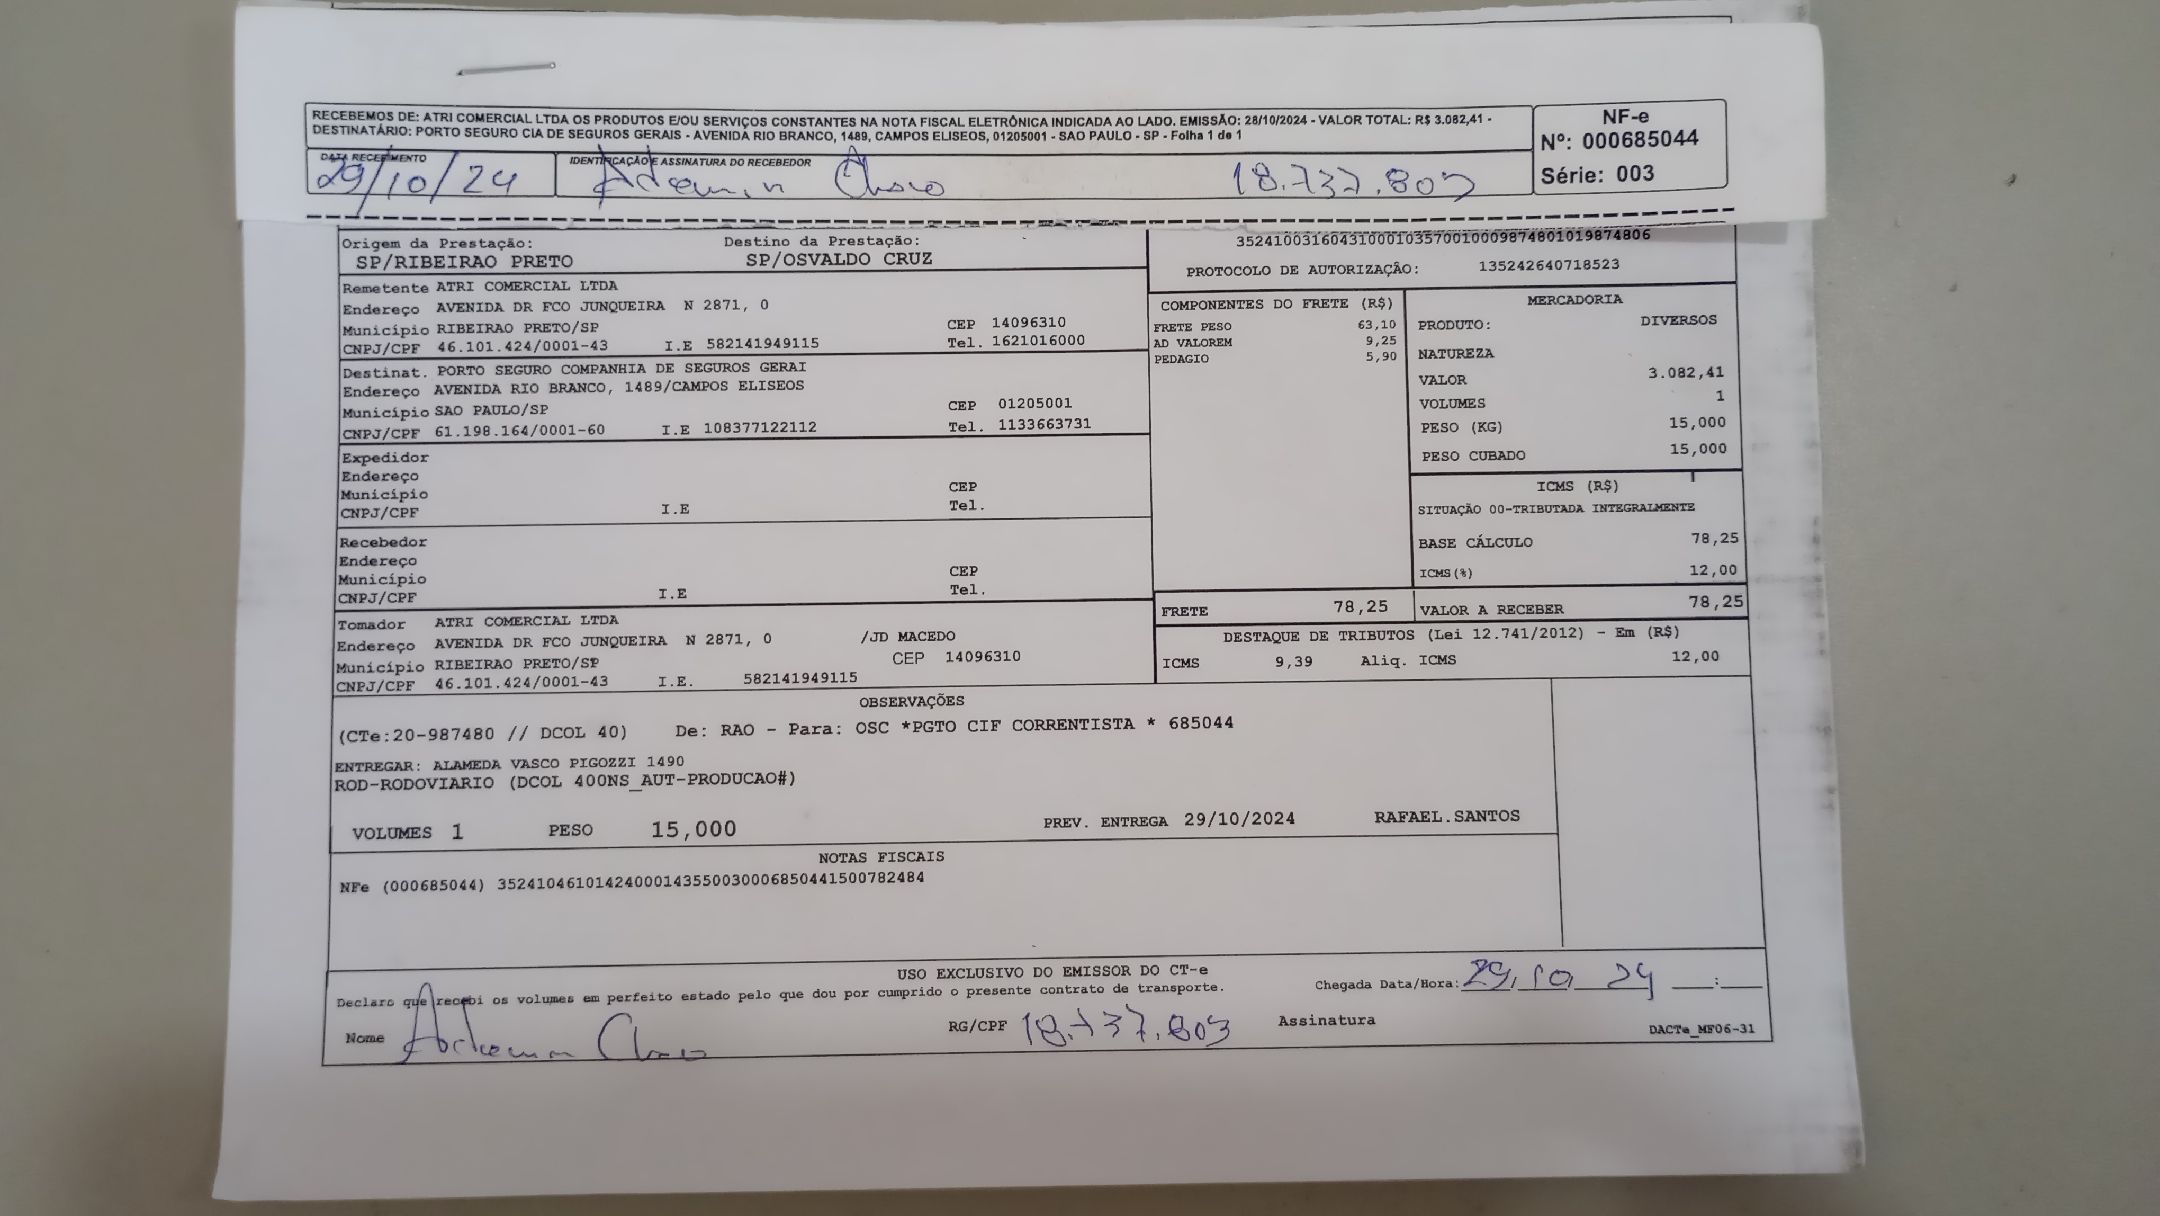 RECEBEMOS DE: ATRI COMERCIAL LTDA OS PRODUTOS E/OU SERVIÇOS CONSTANTES NA NOTA FISCAL ELETRÔNICA INDICADA AO LADO. EMISSÃO: 28/10/2024 - VALOR TOTAL: R$ 3.082,41 -
DESTINATÁRIO: PORTO SEGURO CIA DE SEGUROS GERAIS - AVENIDA RIO BRANCO, 1489, CAMPOS ELISEOS, 01205001 - SAO PAULO - SP - Folha 1 de 1
NF-e
Nº: 000685044
Série: 003
DATA RECEBIMENTO
29/10/24
IDENTIFICAÇÃO E ASSINATURA DO RECEBEDOR
18.737.803
Origem da Prestação: Destino da Prestação:
SP/RIBEIRAO PRETO SP/OSVALDO CRUZ
35241003160431000103570010009874801019874806
PROTOCOLO DE AUTORIZAÇÃO: 135242640718523
Remetente ATRI COMERCIAL LTDA
Endereço AVENIDA DR FCO JUNQUEIRA N 2871, 0
Município RIBEIRAO PRETO/SP CEP 14096310
CNPJ/CPF 46.101.424/0001-43 I.E 582141949115 Tel. 1621016000
Destinat. PORTO SEGURO COMPANHIA DE SEGUROS GERAI
Endereço AVENIDA RIO BRANCO, 1489/CAMPOS ELISEOS
Município SAO PAULO/SP CEP 01205001
CNPJ/CPF 61.198.164/0001-60 I.E 108377122112 Tel. 1133663731
Expedidor
Endereço
Município CEP
CNPJ/CPF I.E Tel.
Recebedor
Endereço
Município CEP
CNPJ/CPF I.E Tel.
Tomador ATRI COMERCIAL LTDA
Endereço AVENIDA DR FCO JUNQUEIRA N 2871, 0 /JD MACEDO
Município RIBEIRAO PRETO/SP CEP 14096310
CNPJ/CPF 46.101.424/0001-43 I.E. 582141949115
COMPONENTES DO FRETE (R$)
FRETE PESO 63,10
AD VALOREM 9,25
PEDAGIO 5,90
MERCADORIA
PRODUTO: DIVERSOS
NATUREZA
VALOR 3.082,41
VOLUMES 1
PESO (KG) 15,000
PESO CUBADO 15,000
ICMS (R$)
SITUAÇÃO 00-TRIBUTADA INTEGRALMENTE
BASE CÁLCULO 78,25
ICMS(%) 12,00
FRETE 78,25 VALOR A RECEBER 78,25
DESTAQUE DE TRIBUTOS (Lei 12.741/2012) - Em (R$)
ICMS 9,39 Aliq. ICMS 12,00
OBSERVAÇÕES
(CTe:20-987480 // DCOL 40) De: RAO - Para: OSC *PGTO CIF CORRENTISTA * 685044
ENTREGAR: ALAMEDA VASCO PIGOZZI 1490
ROD-RODOVIARIO (DCOL 400NS_AUT-PRODUCAO#)
VOLUMES 1 PESO 15,000 PREV. ENTREGA 29/10/2024 RAFAEL.SANTOS
NOTAS FISCAIS
NFe (000685044) 35241046101424000143550030006850441500782484
USO EXCLUSIVO DO EMISSOR DO CT-e
Declaro que recebi os volumes em perfeito estado pelo que dou por cumprido o presente contrato de transporte. Chegada Data/Hora: 29/10/24 :
Nome RG/CPF 18.737.803 Assinatura
DACTe_MF06-31